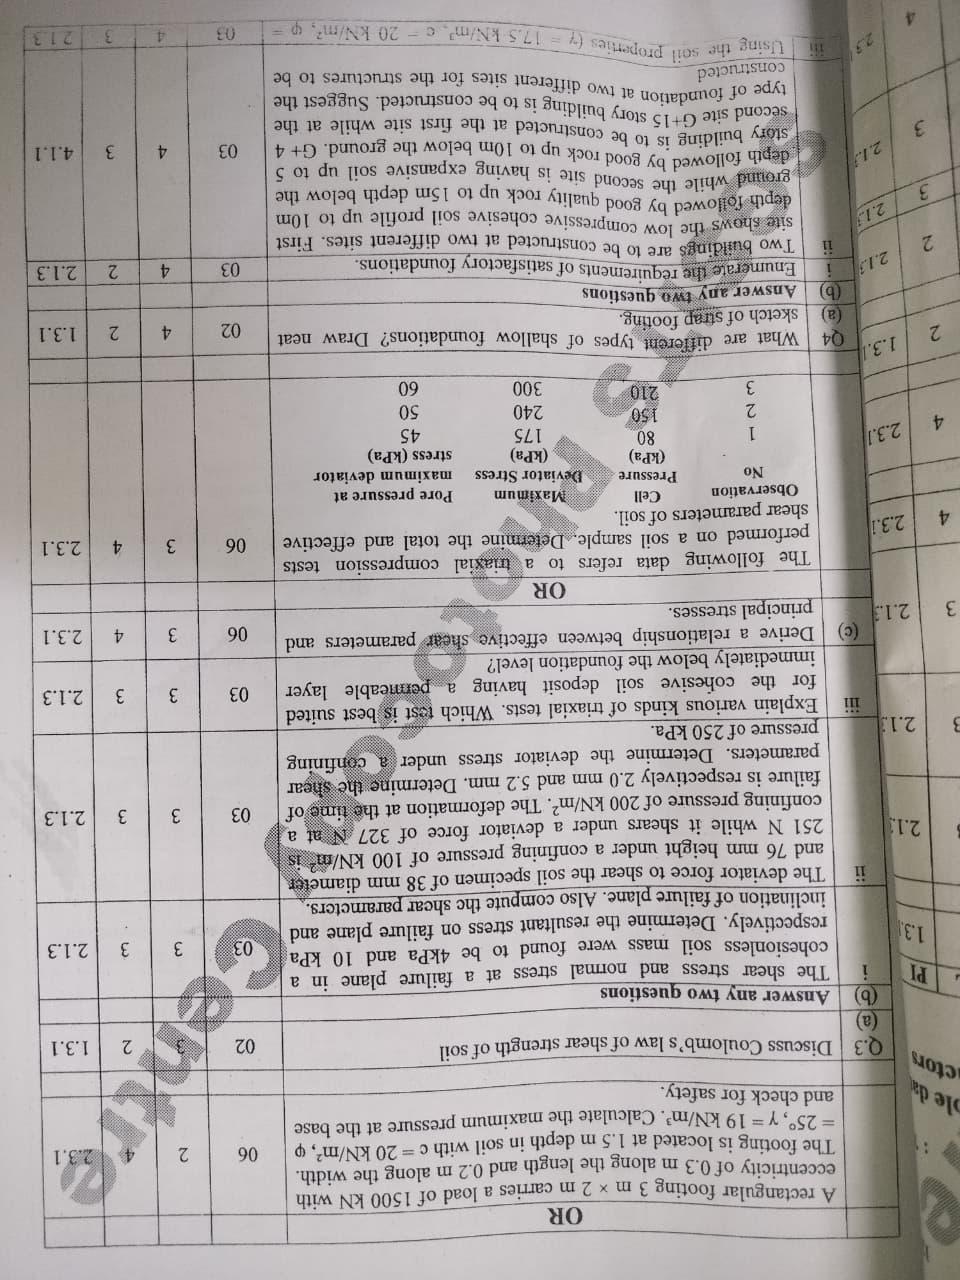 OR
A rectangular footing 3 m × 2 m carries a load of 1500 kN with
eccentricity of 0.3 m along the length and 0.2 m along the width.
The footing is located at 1.5 m depth in soil with c = 20 kN/m², φ
= 25°, γ = 19 kN/m³. Calculate the maximum pressure at the base
and check for safety.
06 2 4 2.3.1
Q.3 (a) Discuss Coulomb's law of shear strength of soil 02 3 2 1.3.1
(b) Answer any two questions
i The shear stress and normal stress at a failure plane in a
cohesionless soil mass were found to be 4kPa and 10 kPa
respectively. Determine the resultant stress on failure plane and
inclination of failure plane. Also compute the shear parameters.
03 3 3 2.1.3
ii The deviator force to shear the soil specimen of 38 mm diameter
and 76 mm height under a confining pressure of 100 kN/m² is
251 N while it shears under a deviator force of 327 N at a
confining pressure of 200 kN/m². The deformation at the time of
failure is respectively 2.0 mm and 5.2 mm. Determine the shear
parameters. Determine the deviator stress under a confining
pressure of 250 kPa.
03 3 3 2.1.3
iii Explain various kinds of triaxial tests. Which test is best suited
for the cohesive soil deposit having a permeable layer
immediately below the foundation level?
03 3 3 2.1.3
(c) Derive a relationship between effective shear parameters and
principal stresses.
06 3 4 2.3.1
OR
The following data refers to a triaxial compression tests
performed on a soil sample. Determine the total and effective
shear parameters of soil.
06 3 4 2.3.1
Observation Cell Maximum Pore pressure at
No Pressure Deviator Stress maximum deviator
(kPa) (kPa) stress (kPa)
1 80 175 45
2 150 240 50
3 210 300 60
Q4 What are different types of shallow foundations? Draw neat
(a) sketch of strap footing.
02 4 2 1.3.1
(b) Answer any two questions
i Enumerate the requirements of satisfactory foundations. 03 4 2 2.1.3
ii Two buildings are to be constructed at two different sites. First
site shows the low compressive cohesive soil profile up to 10m
depth followed by good quality rock up to 15m depth below the
ground while the second site is having expansive soil up to 5
depth followed by good rock up to 10m below the ground. G+ 4
story building is to be constructed at the first site while at the
second site G+15 story building is to be constructed. Suggest the
type of foundation at two different sites for the structures to be
constructed
03 4 3 4.1.1
iii Using the soil properties (γ = 17.5 kN/m³, c = 20 kN/m², φ = 03 4 3 2.1.3
S R's Photocopy Centre